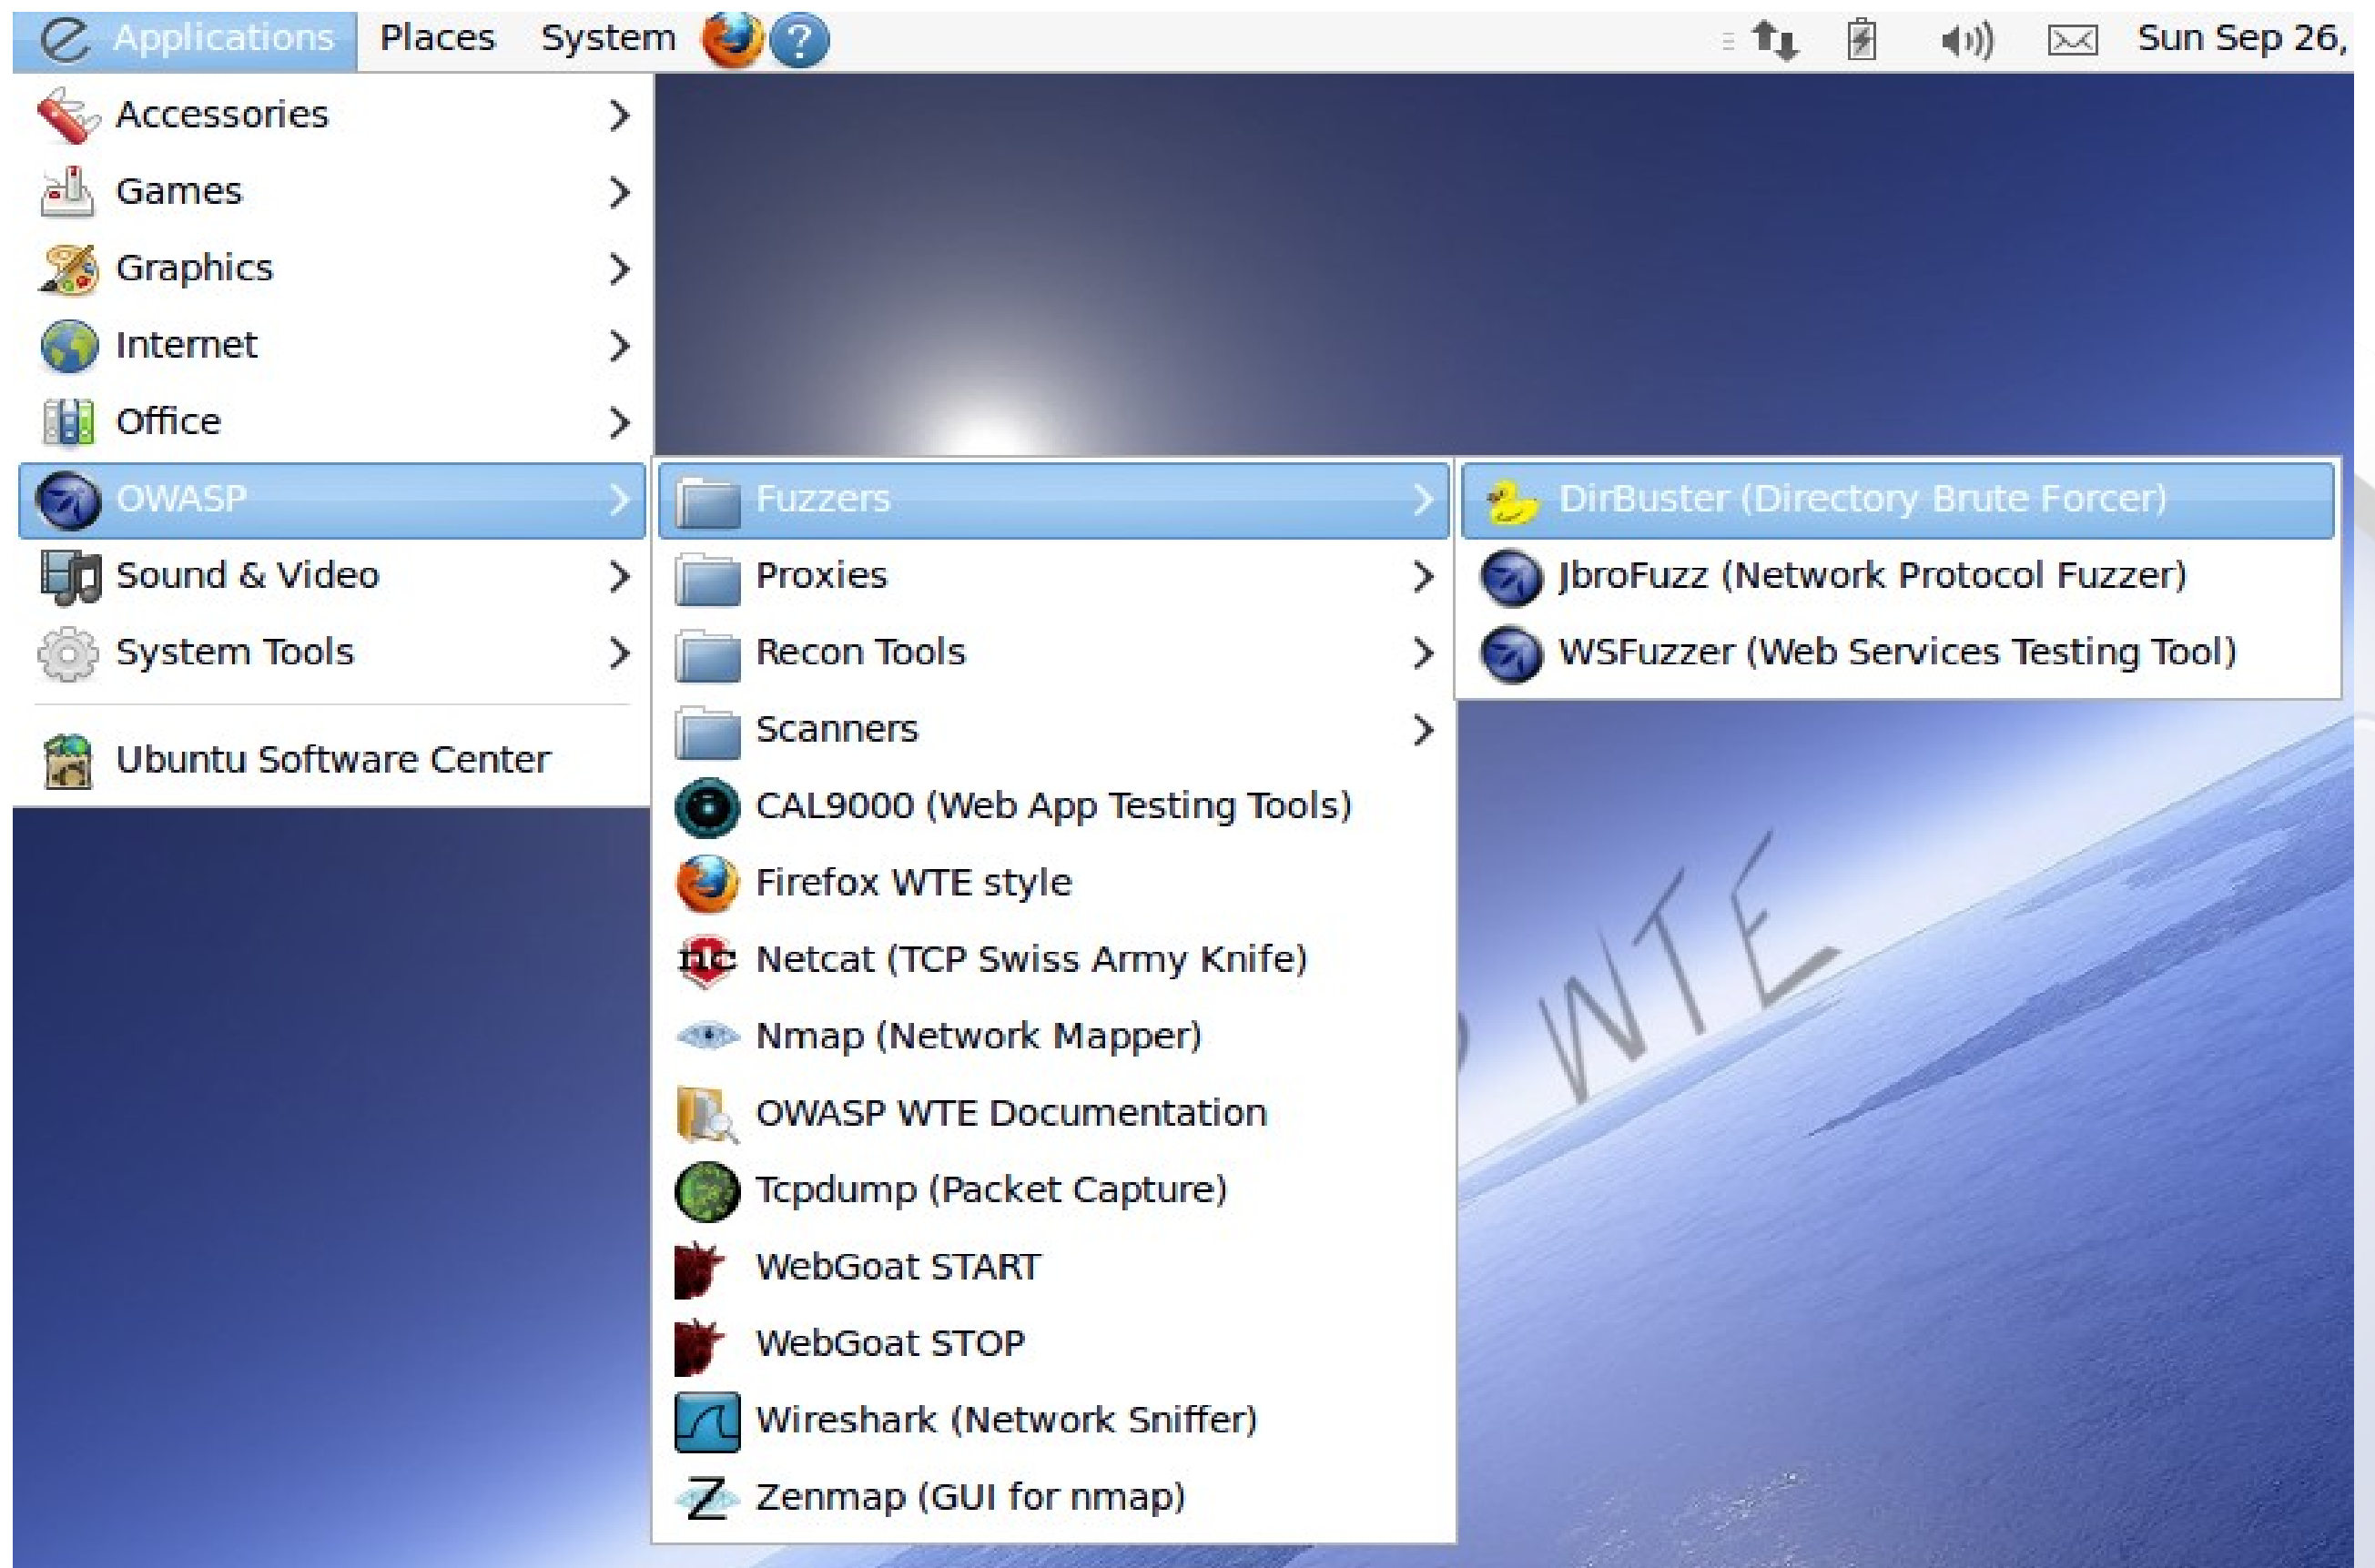 Applications Places System Sun Sep 26,
Accessories
Games
Graphics
Internet
Office
OWASP
Sound & Video
System Tools
Ubuntu Software Center
Fuzzers
Proxies
Recon Tools
Scanners
CAL9000 (Web App Testing Tools)
Firefox WTE style
Netcat (TCP Swiss Army Knife)
Nmap (Network Mapper)
OWASP WTE Documentation
Tcpdump (Packet Capture)
WebGoat START
WebGoat STOP
Wireshark (Network Sniffer)
Zenmap (GUI for nmap)
DirBuster (Directory Brute Forcer)
JbroFuzz (Network Protocol Fuzzer)
WSFuzzer (Web Services Testing Tool)
WTE